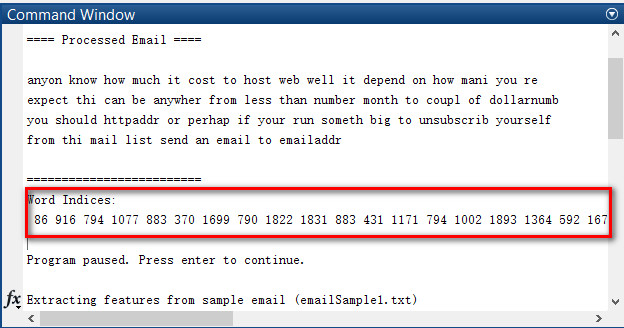 Command Window
==== Processed Email ====
anyon know how much it cost to host web well it depend on how mani you re
expect thi can be anywher from less than number month to coupl of dollarnumb
you should httpaddr or perhap if your run someth big to unsubscrib yourself
from thi mail list send an email to emailaddr
=========================
Word Indices:
86 916 794 1077 883 370 1699 790 1822 1831 883 431 1171 794 1002 1893 1364 592 167
Program paused. Press enter to continue.
fx Extracting features from sample email (emailSample1.txt)